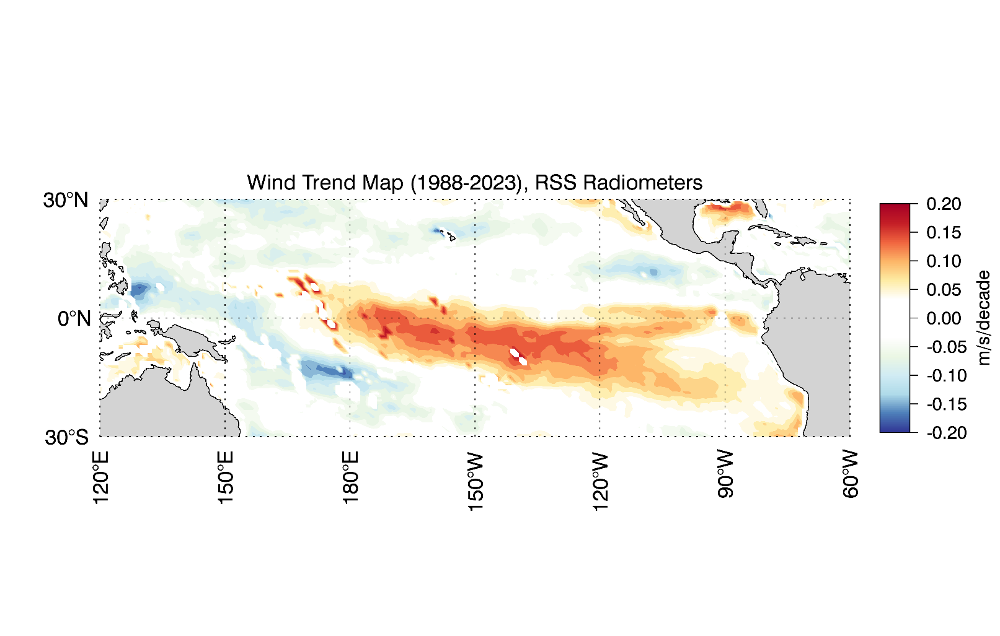 Wind Trend Map (1988-2023), RSS Radiometers
30°N
0°N
30°S
120°E
150°E
180°E
150°W
120°W
90°W
60°W
0.20
0.15
0.10
0.05
0.00
-0.05
-0.10
-0.15
-0.20
m/s/decade